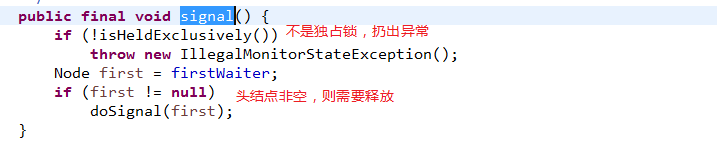 public final void signal() {
if (!isHeldExclusively()) 不是独占锁，扔出异常
throw new IllegalMonitorStateException();
Node first = firstWaiter;
if (first != null) 头结点非空，则需要释放
doSignal(first);
}